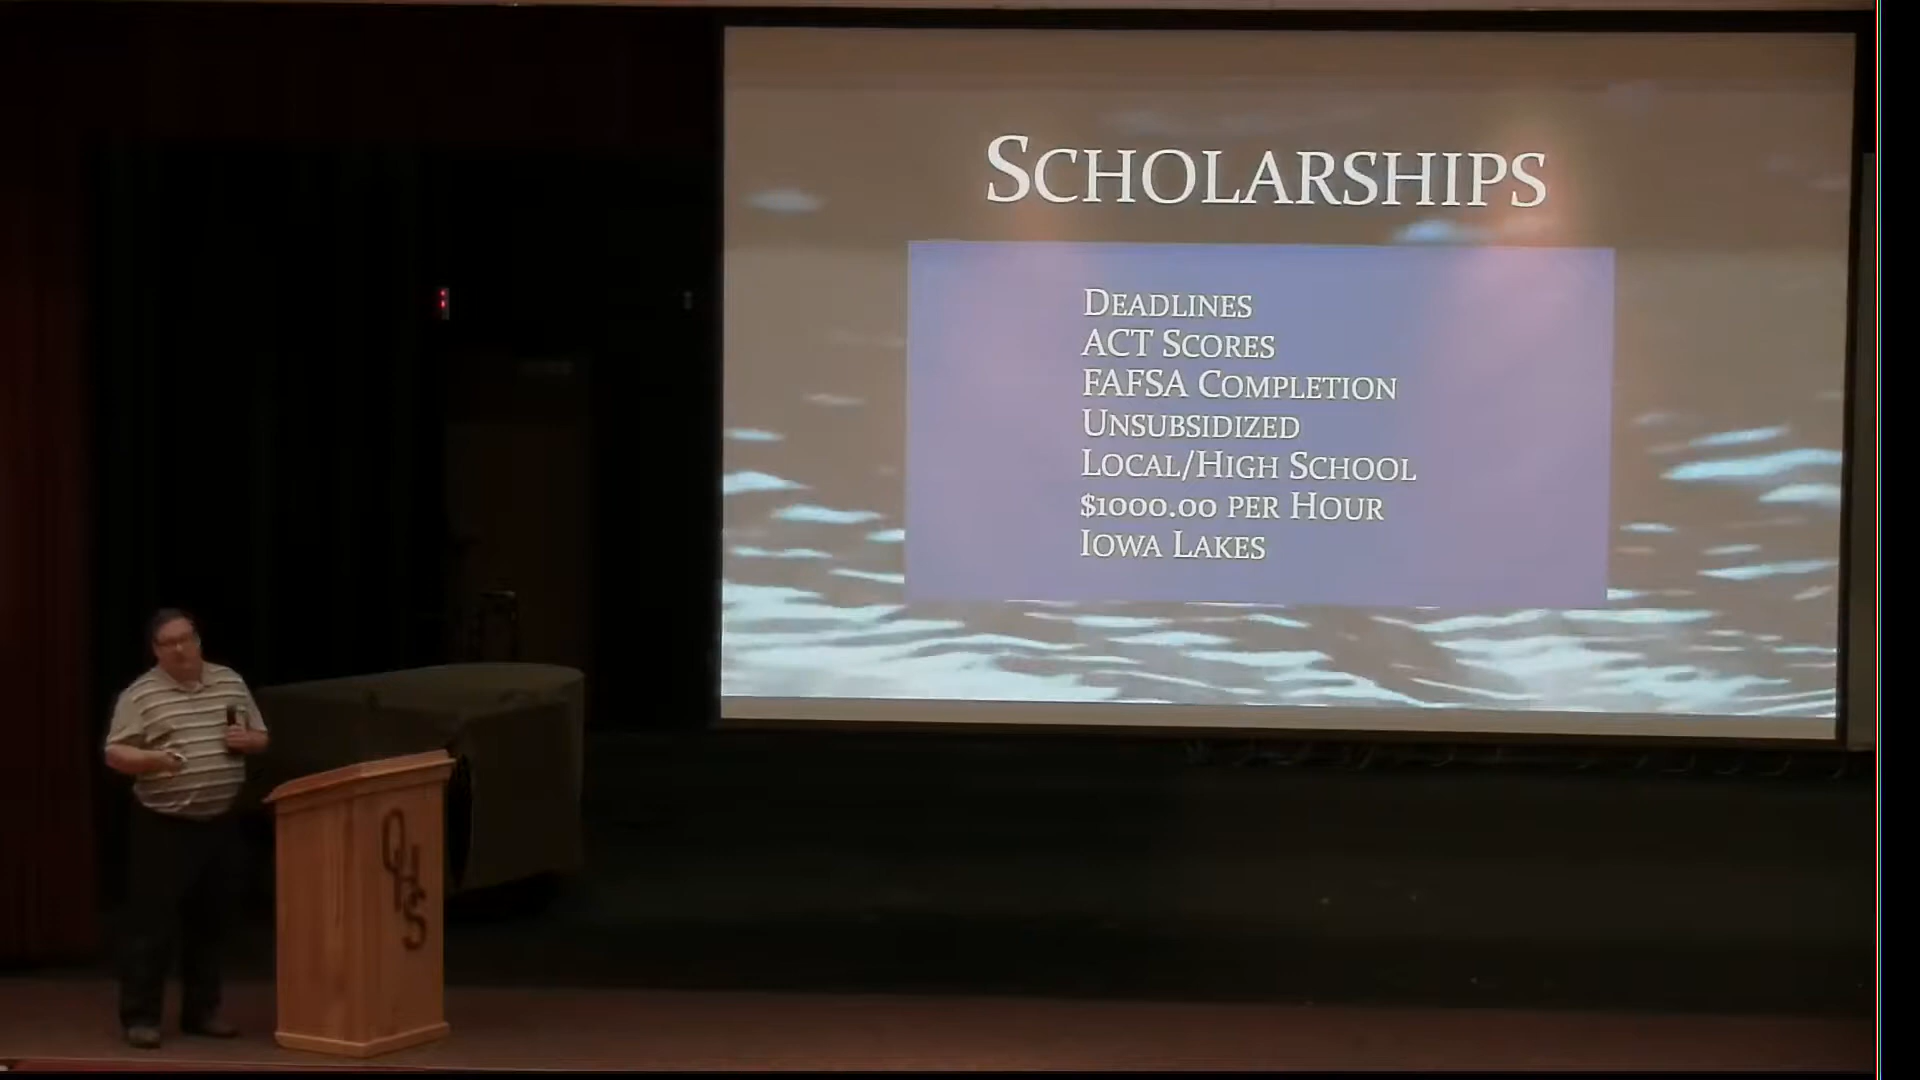 SCHOLARSHIPS
DEADLINES
ACT SCORES
FAFSA COMPLETION
UNSUBSIDIZED
LOCAL/HIGH SCHOOL
$1000.00 PER HOUR
IOWA LAKES
OHS